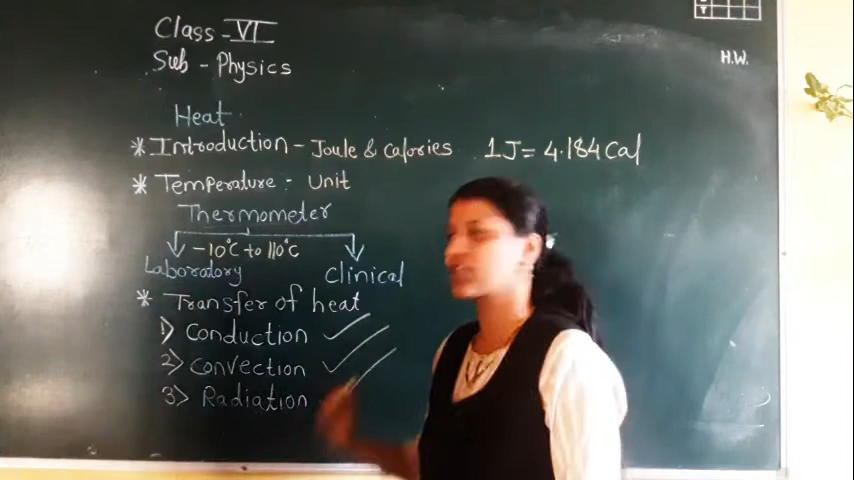 Class - VI
Sub - Physics
H.W.
Heat
* Introduction - Joule & calories 1J = 4.184 Cal
* Temperature : Unit
Thermometer
-10°C to 110°C
Laboratory Clinical
* Transfer of heat
1) Conduction
2) Convection
3) Radiation